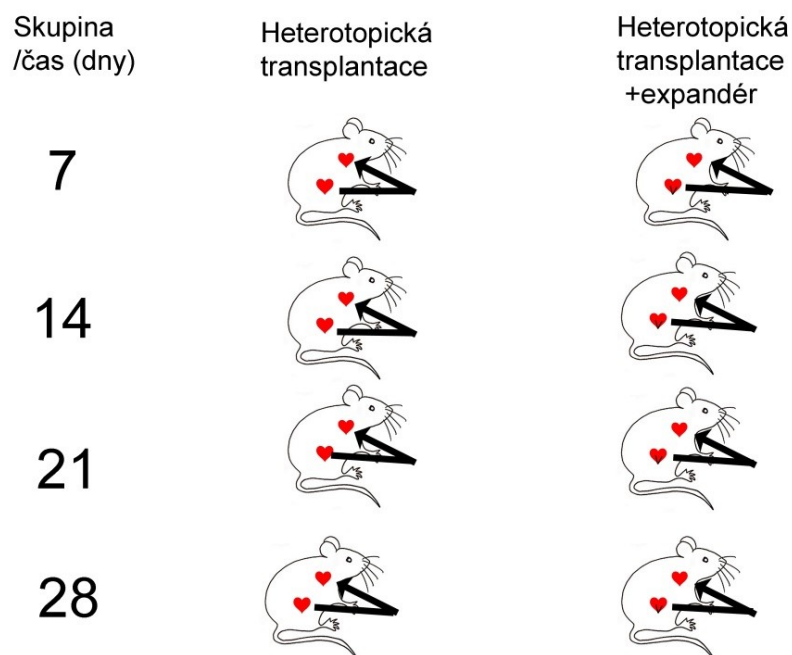 Skupina
/čas (dny)
Heterotopická
transplantace
Heterotopická
transplantace
+expandér
7
14
21
28